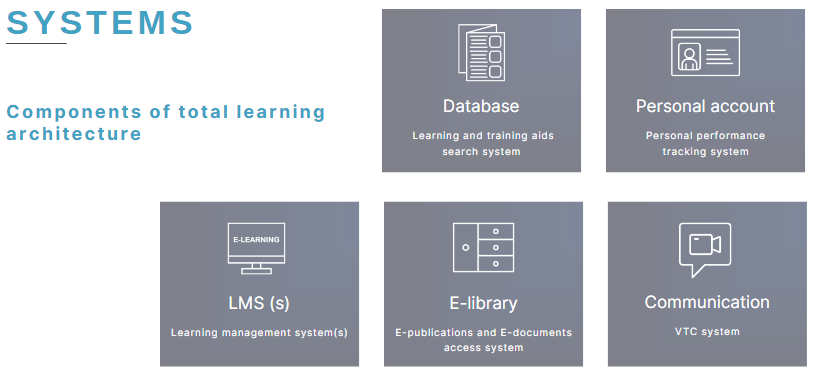 SYSTEMS
Components of total learning
architecture
Database
Learning and training aids
search system
Personal account
Personal performance
tracking system
E-LEARNING
LMS (s)
Learning management system(s)
E-library
E-publications and E-documents
access system
Communication
VTC system